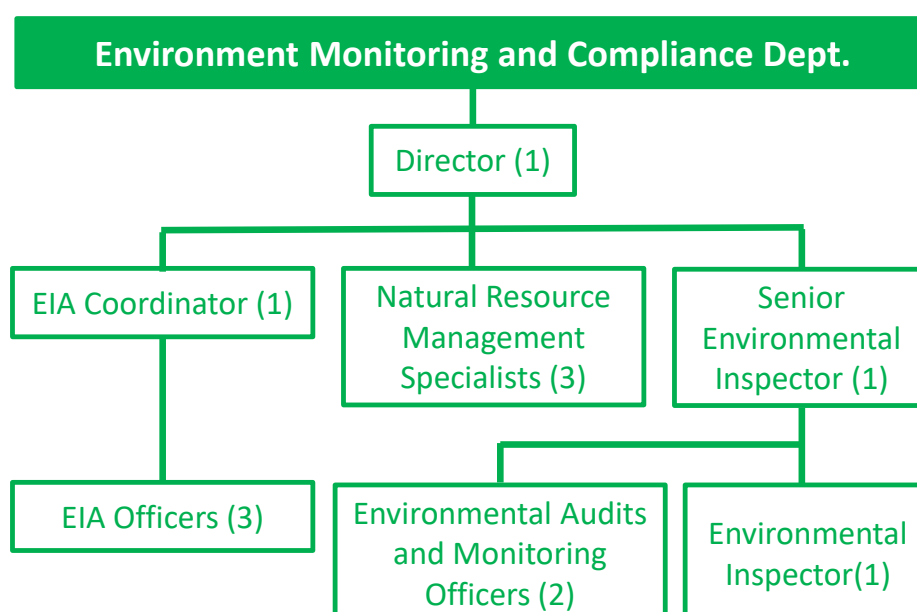 Environment Monitoring and Compliance Dept.
Director (1)
EIA Coordinator (1)
Natural Resource
Management
Specialists (3)
Senior
Environmental
Inspector (1)
EIA Officers (3)
Environmental Audits
and Monitoring
Officers (2)
Environmental
Inspector(1)